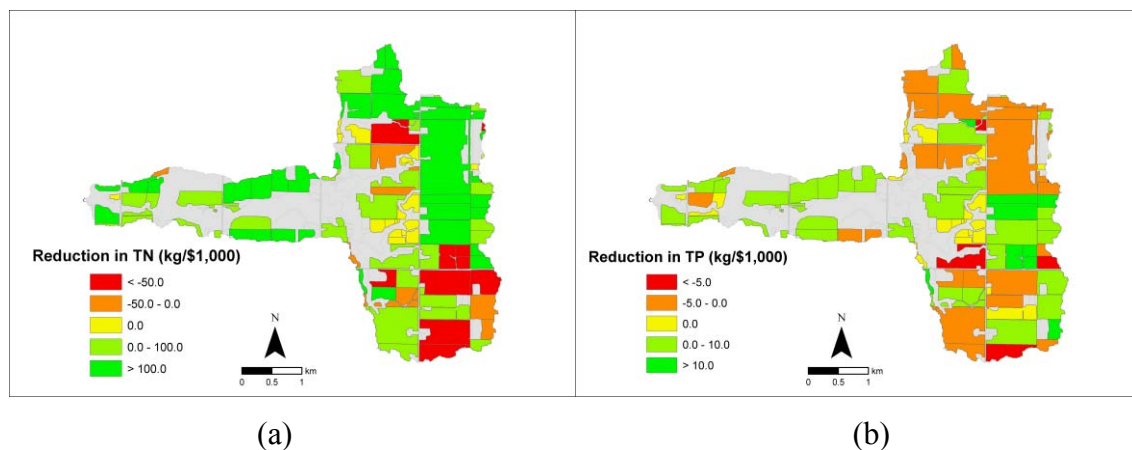 Reduction in TN (kg/$1,000)
< -50.0
-50.0 - 0.0
0.0
0.0 - 100.0
> 100.0
N
0 0.5 1
km
(a)
Reduction in TP (kg/$1,000)
< -5.0
-5.0 - 0.0
0.0
0.0 - 10.0
> 10.0
N
0 0.5 1
km
(b)